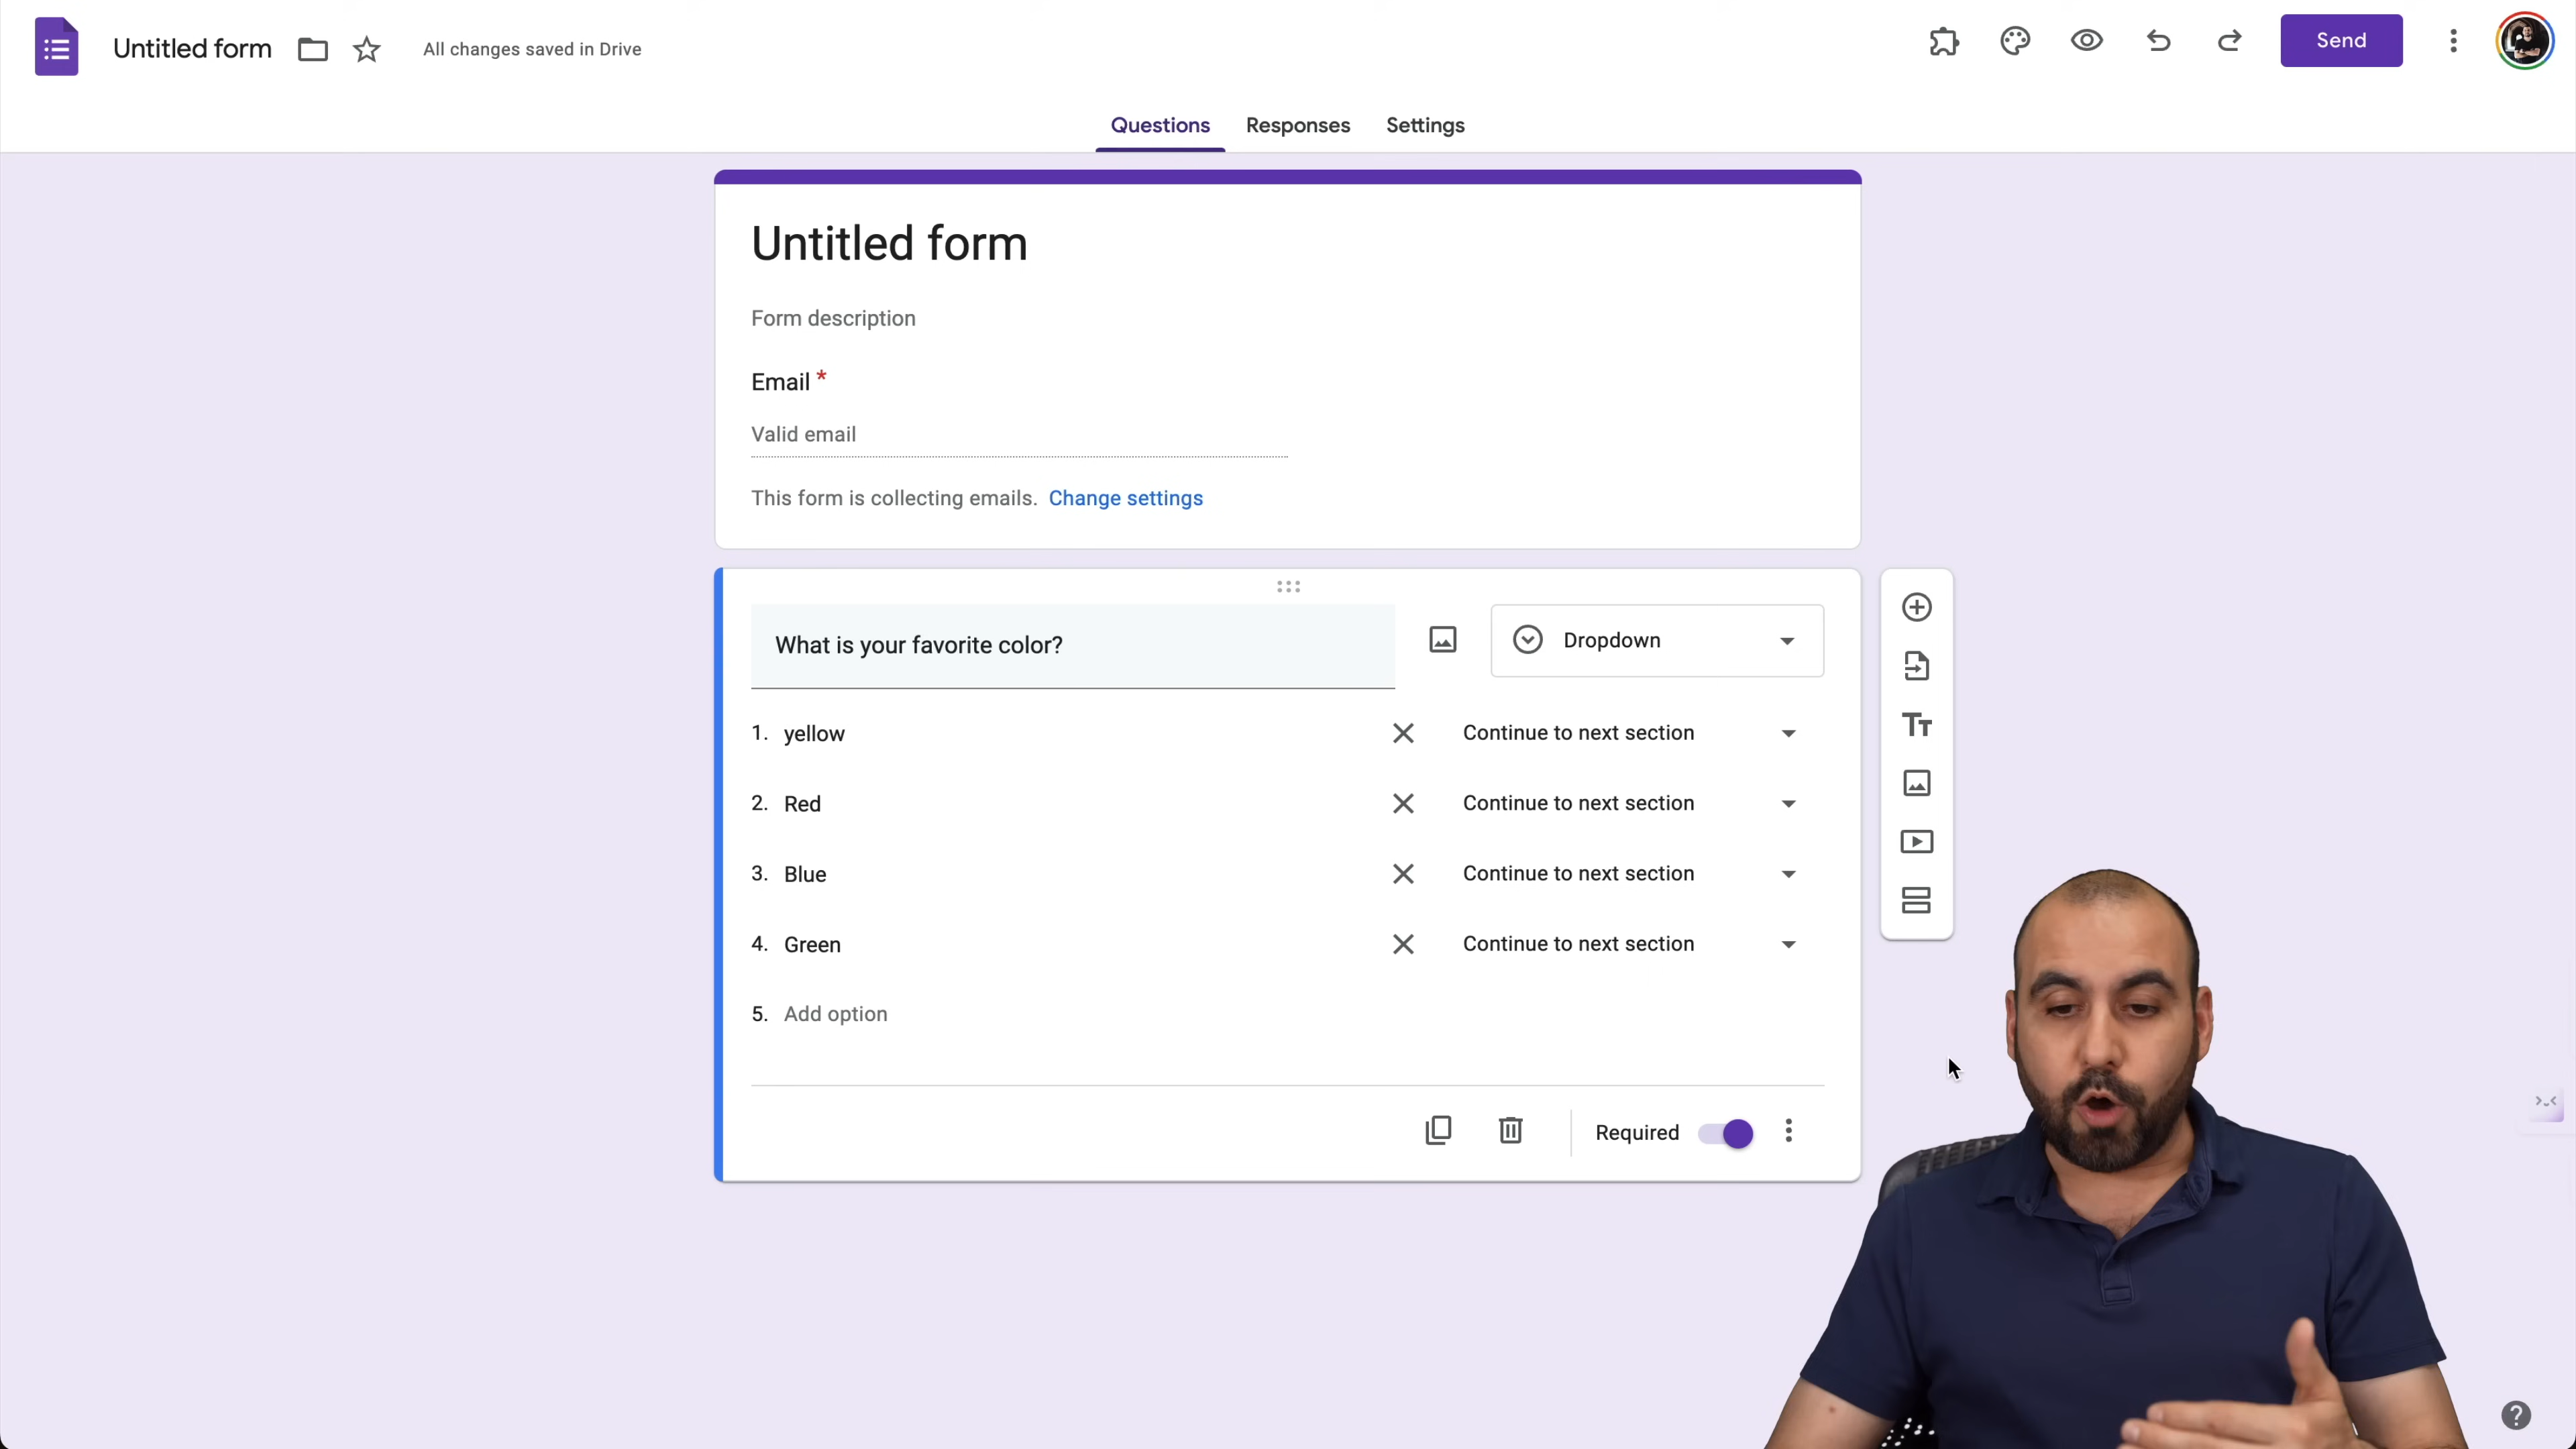 Untitled form
All changes saved in Drive
Send
Questions Responses Settings
Untitled form
Form description
Email *
Valid email
This form is collecting emails. Change settings
What is your favorite color?
Dropdown
1. yellow Continue to next section
2. Red Continue to next section
3. Blue Continue to next section
4. Green Continue to next section
5. Add option
Required